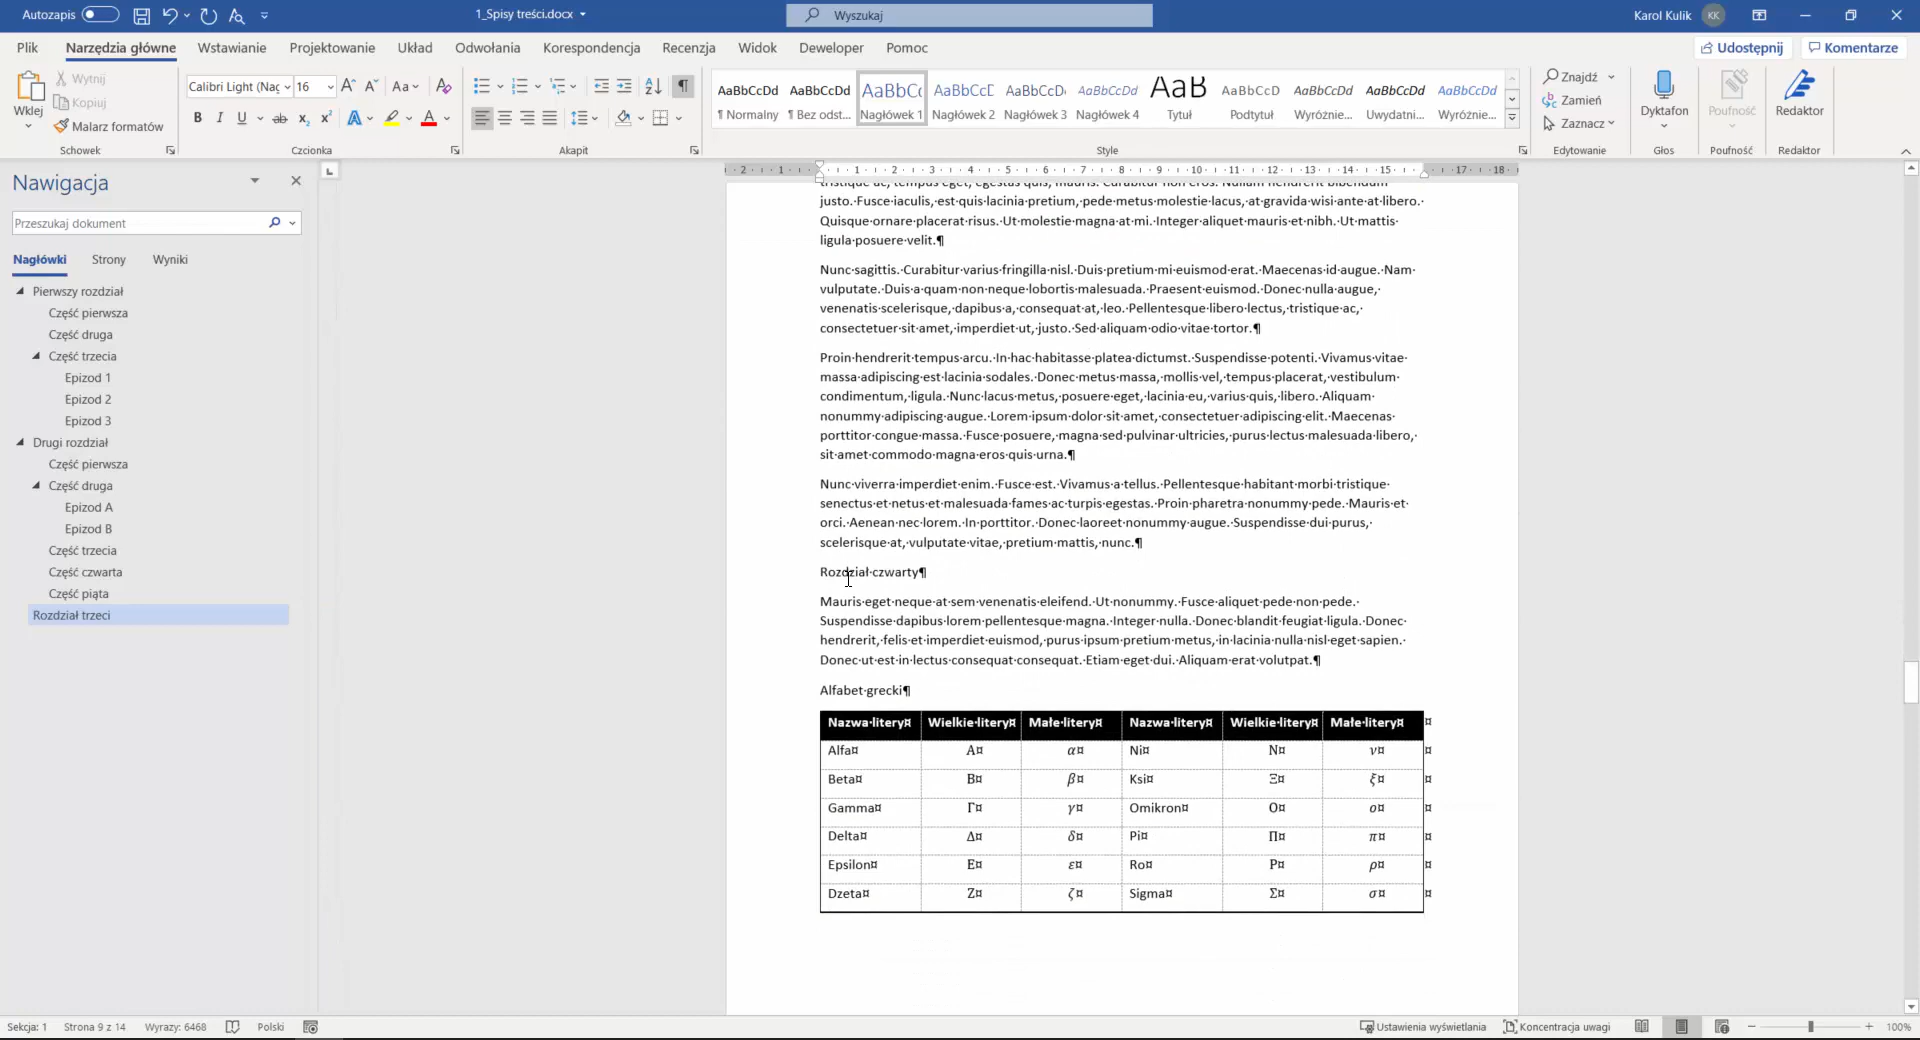 Autozapis
1_Spisy treści.docx
Wyszukaj
Karol Kulik KK
Plik Narzędzia główne Wstawianie Projektowanie Układ Odwołania Korespondencja Recenzja Widok Deweloper Pomoc
Udostępnij Komentarze
Wklej
Wytnij
Kopiuj
Malarz formatów
Schowek
Calibri Light (Nag 16
Czcionka
Akapit
AaBbCcDd AaBbCcDd AaBbCc AaBbCcD AaBbCcD AaBbCcDd AaB AaBbCcD AaBbCcDd AaBbCcDd AaBbCcDd
¶ Normalny ¶ Bez odst... Nagłówek 1 Nagłówek 2 Nagłówek 3 Nagłówek 4 Tytuł Podtytuł Wyróżnie... Uwydatni... Wyróżnie...
Style
Znajdź
Zamień
Zaznacz
Edytowanie
Dyktafon
Głos
Poufność
Poufność
Redaktor
Redaktor
Nawigacja
Przeszukaj dokument
Nagłówki Strony Wyniki
Pierwszy rozdział
Część pierwsza
Część druga
Część trzecia
Epizod 1
Epizod 2
Epizod 3
Drugi rozdział
Część pierwsza
Część druga
Epizod A
Epizod B
Część trzecia
Część czwarta
Część piąta
Rozdział trzeci
2 1 1 2 3 4 5 6 7 8 9 10 11 12 13 14 15 17 18
tristique·ac,·tempus·eget,·egestas·quis,·mauris.·Curabitur·non·eros.·Nullam·hendrerit·bibendum·
justo.·Fusce·iaculis,·est·quis·lacinia·pretium,·pede·metus·molestie·lacus,·at·gravida·wisi·ante·at·libero.·
Quisque·ornare·placerat·risus.·Ut·molestie·magna·at·mi.·Integer·aliquet·mauris·et·nibh.·Ut·mattis·
ligula·posuere·velit.¶
Nunc·sagittis.·Curabitur·varius·fringilla·nisl.·Duis·pretium·mi·euismod·erat.·Maecenas·id·augue.·Nam·
vulputate.·Duis·a·quam·non·neque·lobortis·malesuada.·Praesent·euismod.·Donec·nulla·augue,·
venenatis·scelerisque,·dapibus·a,·consequat·at,·leo.·Pellentesque·libero·lectus,·tristique·ac,·
consectetuer·sit·amet,·imperdiet·ut,·justo.·Sed·aliquam·odio·vitae·tortor.¶
Proin·hendrerit·tempus·arcu.·In·hac·habitasse·platea·dictumst.·Suspendisse·potenti.·Vivamus·vitae·
massa·adipiscing·est·lacinia·sodales.·Donec·metus·massa,·mollis·vel,·tempus·placerat,·vestibulum·
condimentum,·ligula.·Nunc·lacus·metus,·posuere·eget,·lacinia·eu,·varius·quis,·libero.·Aliquam·
nonummy·adipiscing·augue.·Lorem·ipsum·dolor·sit·amet,·consectetuer·adipiscing·elit.·Maecenas·
porttitor·congue·massa.·Fusce·posuere,·magna·sed·pulvinar·ultricies,·purus·lectus·malesuada·libero,·
sit·amet·commodo·magna·eros·quis·urna.¶
Nunc·viverra·imperdiet·enim.·Fusce·est.·Vivamus·a·tellus.·Pellentesque·habitant·morbi·tristique·
senectus·et·netus·et·malesuada·fames·ac·turpis·egestas.·Proin·pharetra·nonummy·pede.·Mauris·et·
orci.·Aenean·nec·lorem.·In·porttitor.·Donec·laoreet·nonummy·augue.·Suspendisse·dui·purus,·
scelerisque·at,·vulputate·vitae,·pretium·mattis,·nunc.¶
Rozdział·czwarty¶
Mauris·eget·neque·at·sem·venenatis·eleifend.·Ut·nonummy.·Fusce·aliquet·pede·non·pede.·
Suspendisse·dapibus·lorem·pellentesque·magna.·Integer·nulla.·Donec·blandit·feugiat·ligula.·Donec·
hendrerit,·felis·et·imperdiet·euismod,·purus·ipsum·pretium·metus,·in·lacinia·nulla·nisl·eget·sapien.·
Donec·ut·est·in·lectus·consequat·consequat.·Etiam·eget·dui.·Aliquam·erat·volutpat.¶
Alfabet·grecki¶
Nazwa·litery¤ Wielkie·litery¤ Małe·litery¤ Nazwa·litery¤ Wielkie·litery¤ Małe·litery¤ ¤
Alfa¤ Α¤ α¤ Ni¤ Ν¤ ν¤ ¤
Beta¤ Β¤ β¤ Ksi¤ Ξ¤ ξ¤ ¤
Gamma¤ Γ¤ γ¤ Omikron¤ Ο¤ ο¤ ¤
Delta¤ Δ¤ δ¤ Pi¤ Π¤ π¤ ¤
Epsilon¤ Ε¤ ε¤ Ro¤ Ρ¤ ρ¤ ¤
Dzeta¤ Ζ¤ ζ¤ Sigma¤ Σ¤ σ¤ ¤
Sekcja: 1 Strona 9 z 14 Wyrazy: 6468 Polski
Ustawienia wyświetlania Koncentracja uwagi 100%